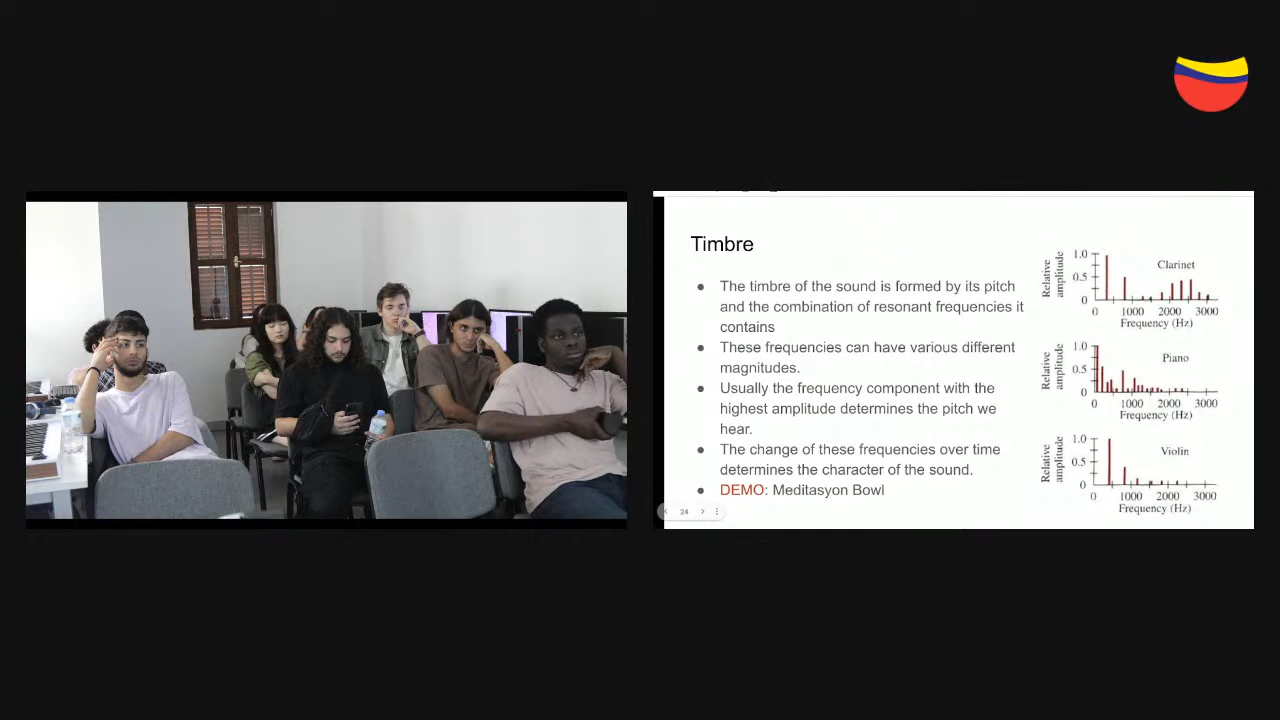 Timbre
● The timbre of the sound is formed by its pitch
and the combination of resonant frequencies it
contains
● These frequencies can have various different
magnitudes.
● Usually the frequency component with the
highest amplitude determines the pitch we
hear.
● The change of these frequencies over time
determines the character of the sound.
● DEMO: Meditasyon Bowl
24
Relative
amplitude
1.0
0.5
0
Clarinet
0 1000 2000 3000
Frequency (Hz)
Relative
amplitude
1.0
0.5
0
Piano
0 1000 2000 3000
Frequency (Hz)
Relative
amplitude
1.0
0.5
0
Violin
0 1000 2000 3000
Frequency (Hz)